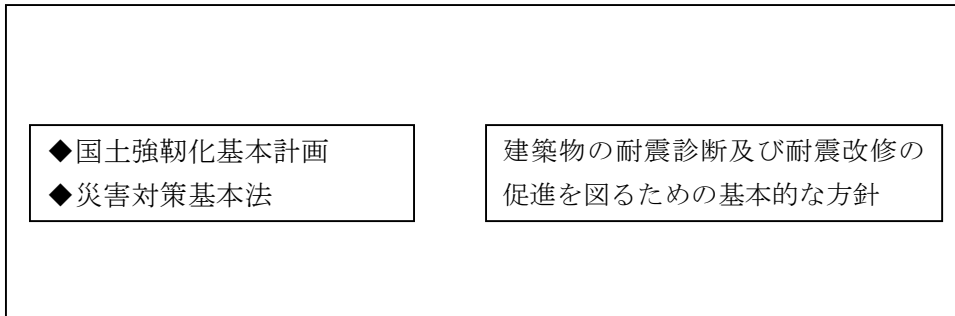 ◆国土強靭化基本計画
◆災害対策基本法
建築物の耐震診断及び耐震改修の
促進を図るための基本的な方針